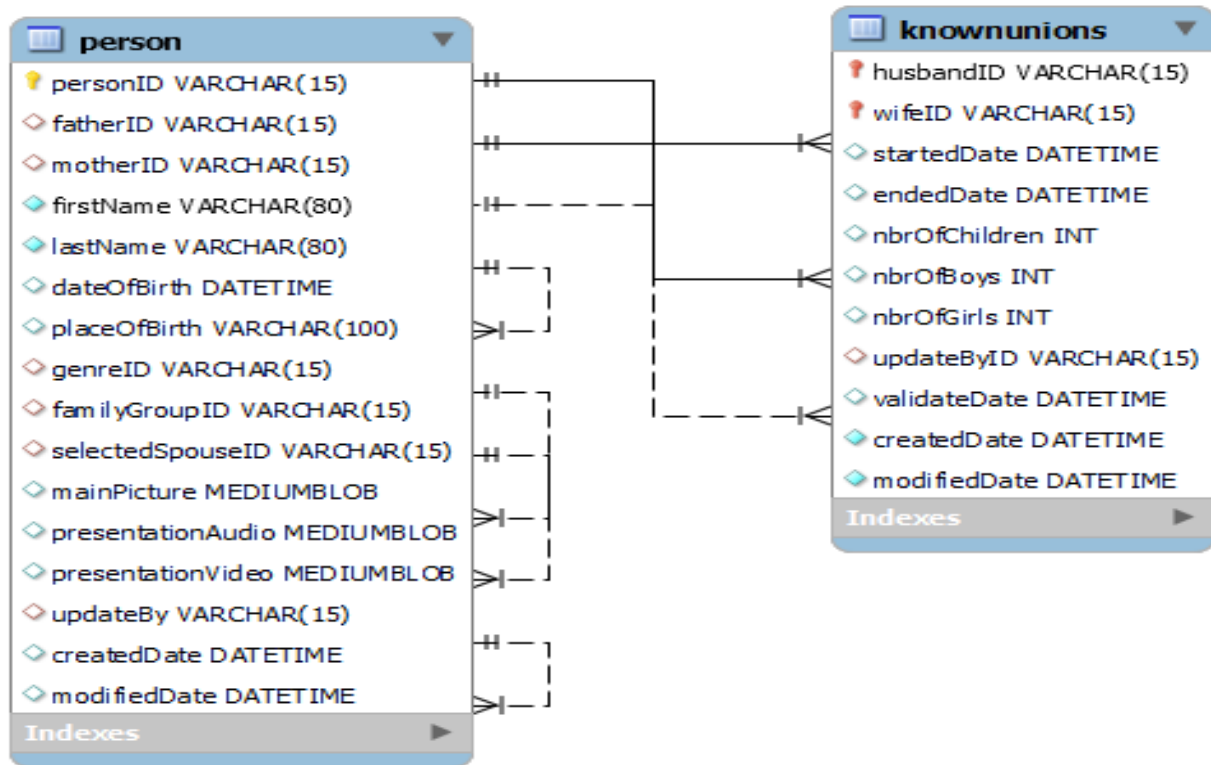 person
personID VARCHAR(15)
fatherID VARCHAR(15)
motherID VARCHAR(15)
firstName VARCHAR(80)
lastName VARCHAR(80)
dateOfBirth DATETIME
placeOfBirth VARCHAR(100)
genreID VARCHAR(15)
familyGroupID VARCHAR(15)
selectedSpouseID VARCHAR(15)
mainPicture MEDIUMBLOB
presentationAudio MEDIUMBLOB
presentationVideo MEDIUMBLOB
updateBy VARCHAR(15)
createdDate DATETIME
modifiedDate DATETIME
Indexes
knownunions
husbandID VARCHAR(15)
wifeID VARCHAR(15)
startedDate DATETIME
endedDate DATETIME
nbrOfChildren INT
nbrOfBoys INT
nbrOfGirls INT
updateByID VARCHAR(15)
validateDate DATETIME
createdDate DATETIME
modifiedDate DATETIME
Indexes